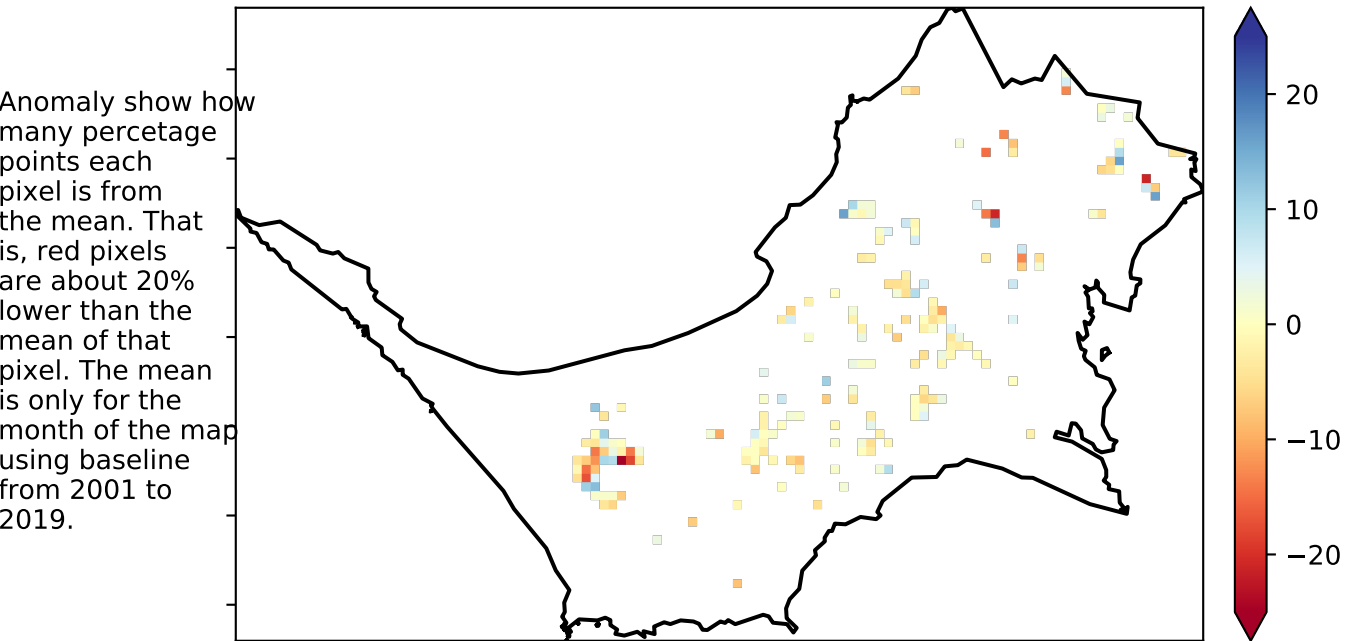 Anomaly show how
many percetage
points each
pixel is from
the mean. That
is, red pixels
are about 20%
lower than the
mean of that
pixel. The mean
is only for the
month of the map
using baseline
from 2001 to
2019.
20
10
0
−10
−20